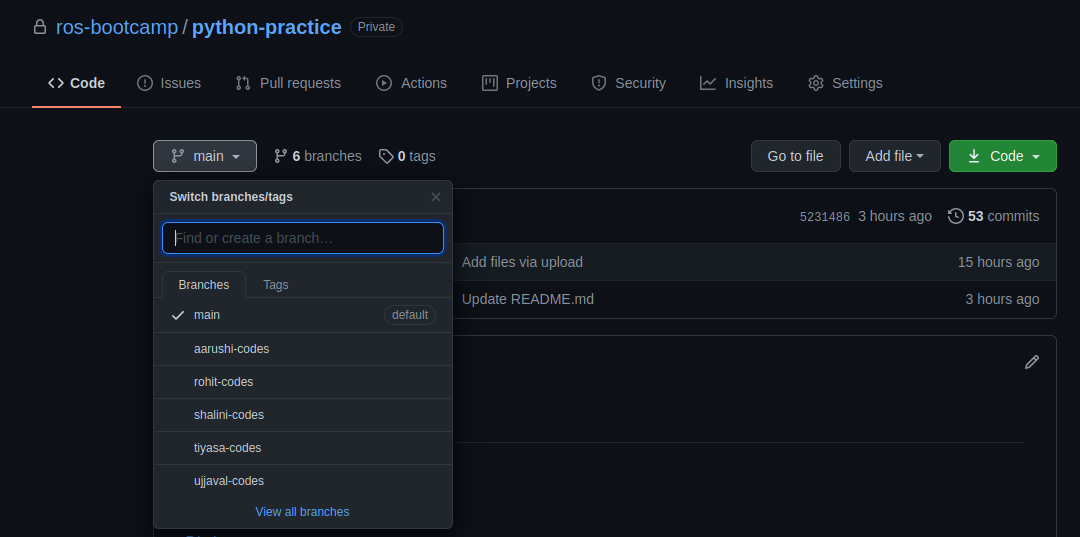 ros-bootcamp / python-practice Private
Code Issues Pull requests Actions Projects Security Insights Settings
main 6 branches 0 tags Go to file Add file Code
Switch branches/tags
5231486 3 hours ago 53 commits
Find or create a branch…
Add files via upload 15 hours ago
Branches Tags
Update README.md 3 hours ago
main default
aarushi-codes
rohit-codes
shalini-codes
tiyasa-codes
ujjaval-codes
View all branches